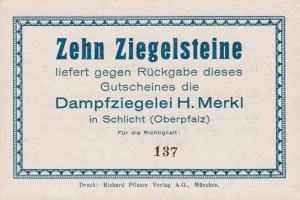 Zehn Ziegelsteine
liefert gegen Rückgabe dieses
Gutscheines die
Dampfziegelei H. Merkl
in Schlicht (Oberpfalz)
Für die Richtigkeit:
137
Druck: Richard Pflaum Verlag A.G., München.